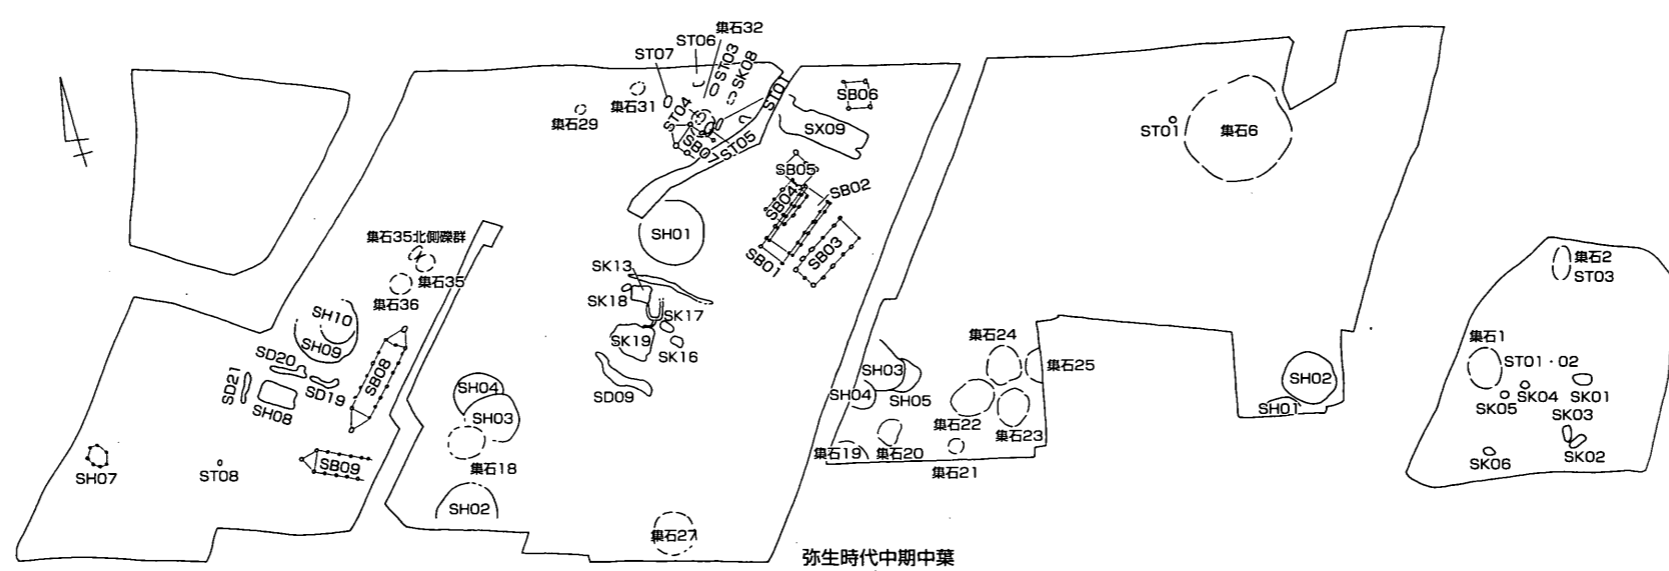 集石32
ST06
ST07
ST03
SK08
集石31
集石29
ST04
ST01
SB07
ST05
SB06
SX09
SB05
SB04
SB02
SB01
SB03
SH01
SK13
SK18
SK17
SK19
SK16
SD09
集石35北側礫群
集石35
集石36
SH10
SH09
SD20
SD21
SD19
SH08
SB08
SH07
ST08
SB09
SH04
SH03
集石18
SH02
集石27
SH03
SH04
SH05
集石24
集石25
集石22
集石23
集石19
集石20
集石21
ST01
集石6
SH02
SH01
集石2
ST03
集石1
ST01・02
SK04
SK01
SK05
SK03
SK02
SK06
弥生時代中期中葉